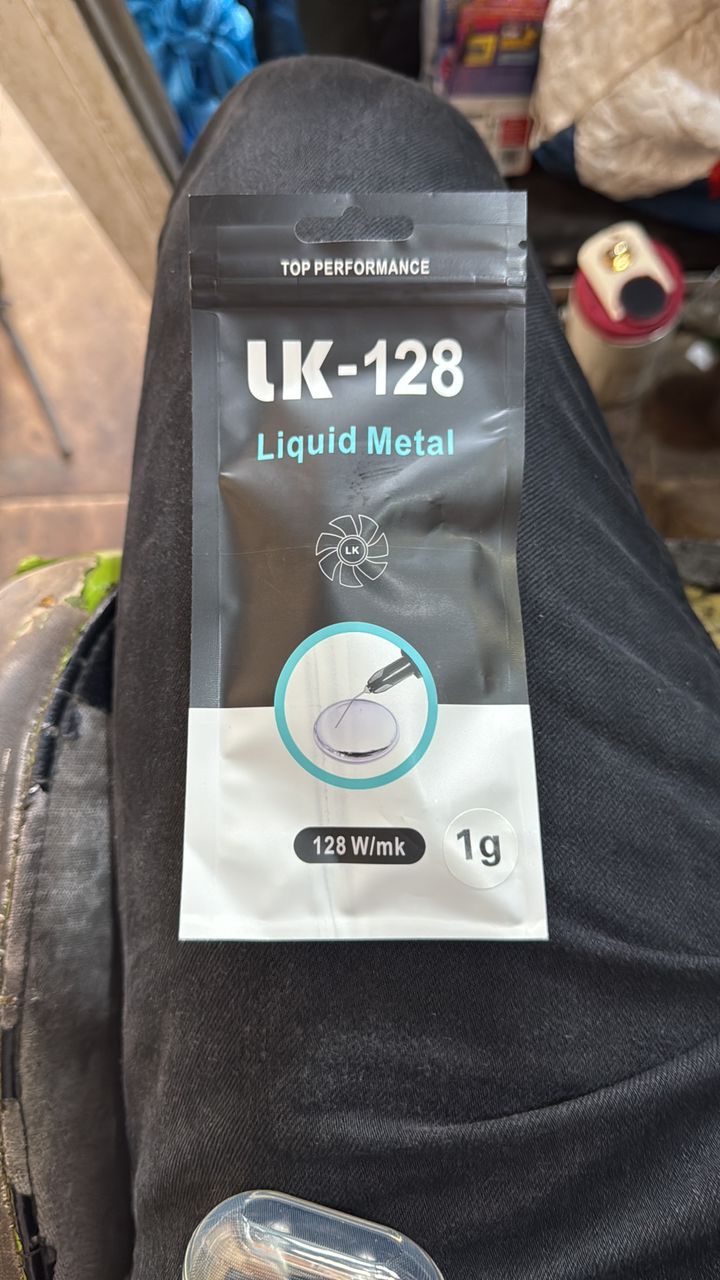 TOP PERFORMANCE
LK-128
Liquid Metal
LK
128 W/mk
1g